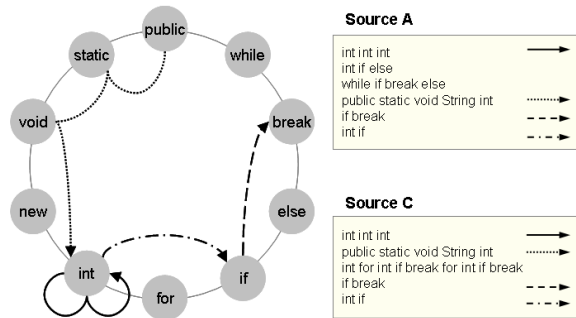 public
static
while
void
break
new
else
int
if
for
Source A
int int int
int if else
while if break else
public static void String int
if break
int if
Source C
int int int
public static void String int
int for int if break for int if break
if break
int if